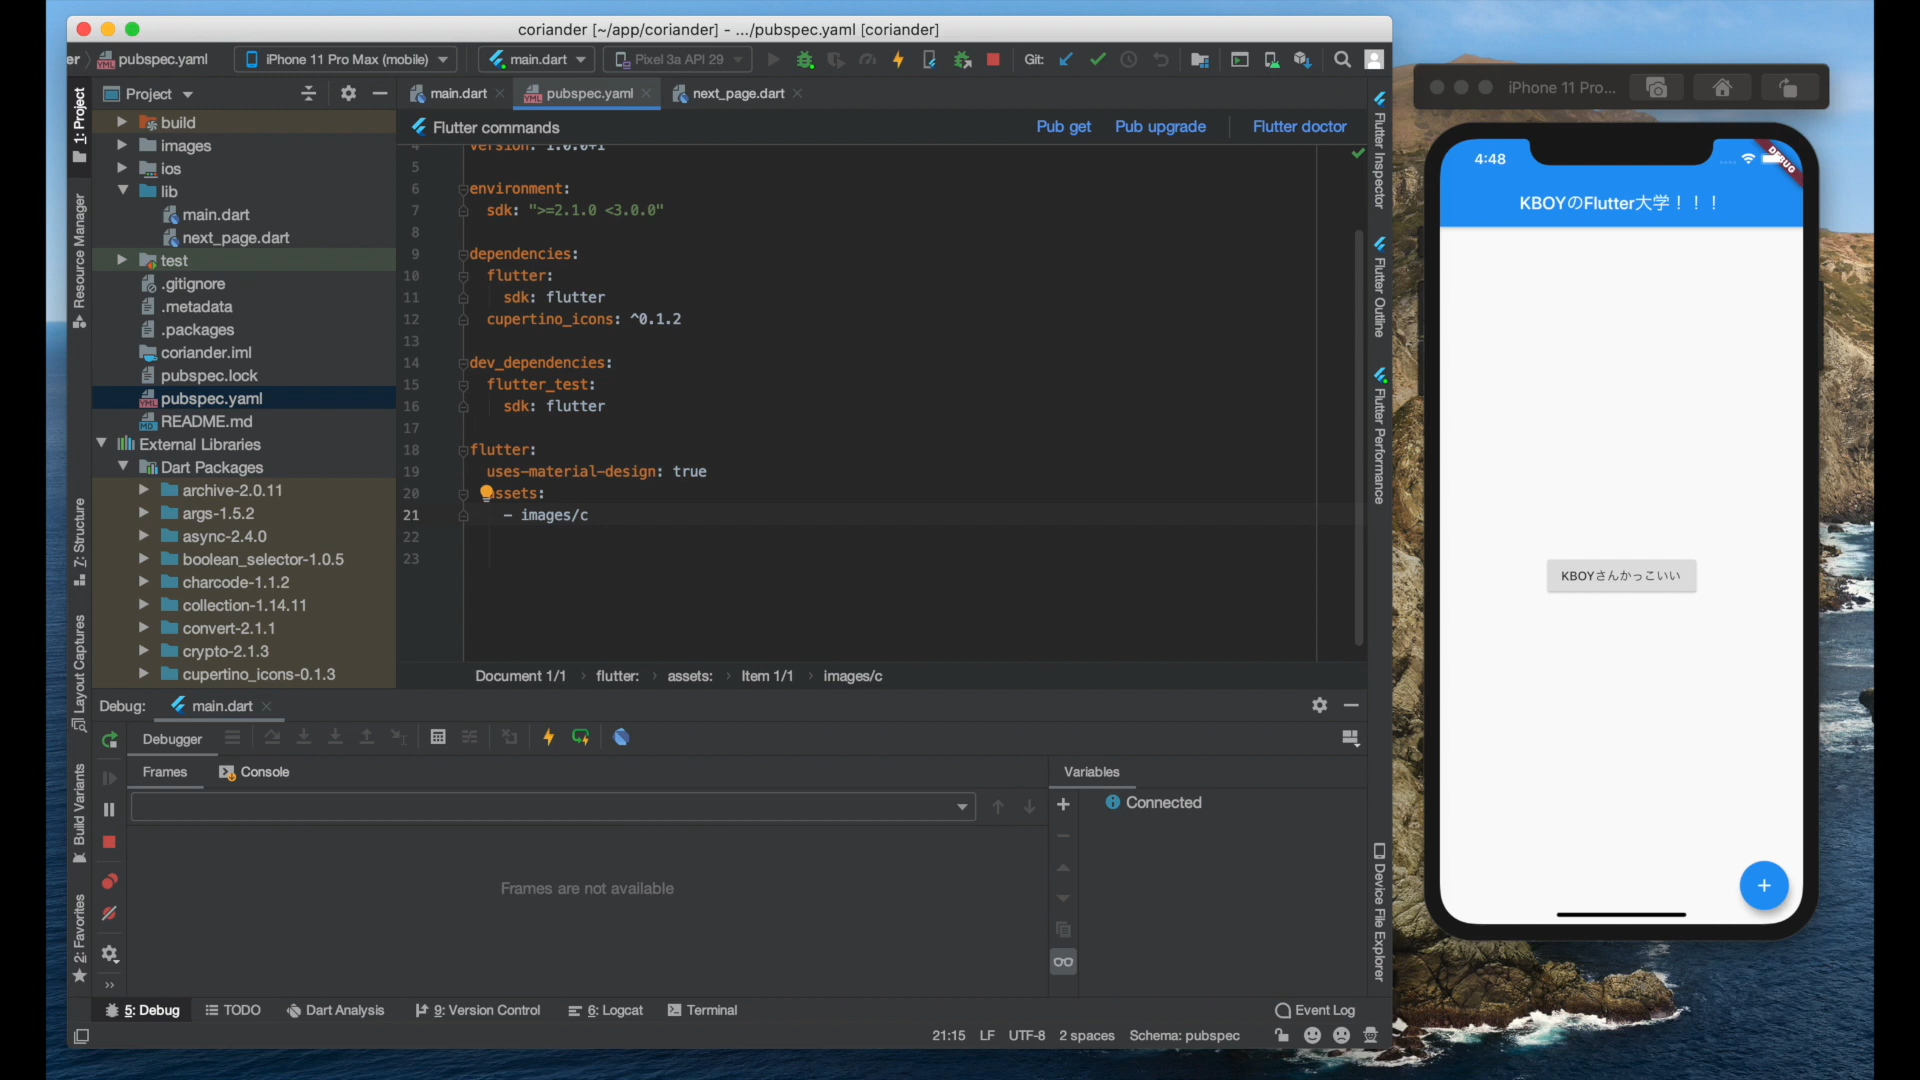 coriander [~/app/coriander] - .../pubspec.yaml [coriander]
er
pubspec.yaml
iPhone 11 Pro Max (mobile)
main.dart
Pixel 3a API 29
Git:
1: Project
Resource Manager
Z: Structure
Layout Captures
Build Variants
2: Favorites
Project
build
images
ios
lib
main.dart
next_page.dart
test
.gitignore
.metadata
.packages
coriander.iml
pubspec.lock
pubspec.yaml
README.md
External Libraries
Dart Packages
archive-2.0.11
args-1.5.2
async-2.4.0
boolean_selector-1.0.5
charcode-1.1.2
collection-1.14.11
convert-2.1.1
crypto-2.1.3
cupertino_icons-0.1.3
main.dart
pubspec.yaml
next_page.dart
Flutter commands
Pub get
Pub upgrade
Flutter doctor
4 version: 1.0.0+1
5
6 environment:
7 sdk: ">=2.1.0 <3.0.0"
8
9 dependencies:
10 flutter:
11 sdk: flutter
12 cupertino_icons: ^0.1.2
13
14 dev_dependencies:
15 flutter_test:
16 sdk: flutter
17
18 flutter:
19 uses-material-design: true
20 ssets:
21 - images/c
22
23
Document 1/1 › flutter: › assets: › Item 1/1 › images/c
Flutter Inspector
Flutter Outline
Flutter Performance
Device File Explorer
Debug:
main.dart
Debugger
Frames
Console
Variables
Connected
Frames are not available
5: Debug
TODO
Dart Analysis
9: Version Control
6: Logcat
Terminal
Event Log
21:15
LF
UTF-8
2 spaces
Schema: pubspec
iPhone 11 Pro...
4:48
DEBUG
KBOYのFlutter大学！！！
KBOYさんかっこいい